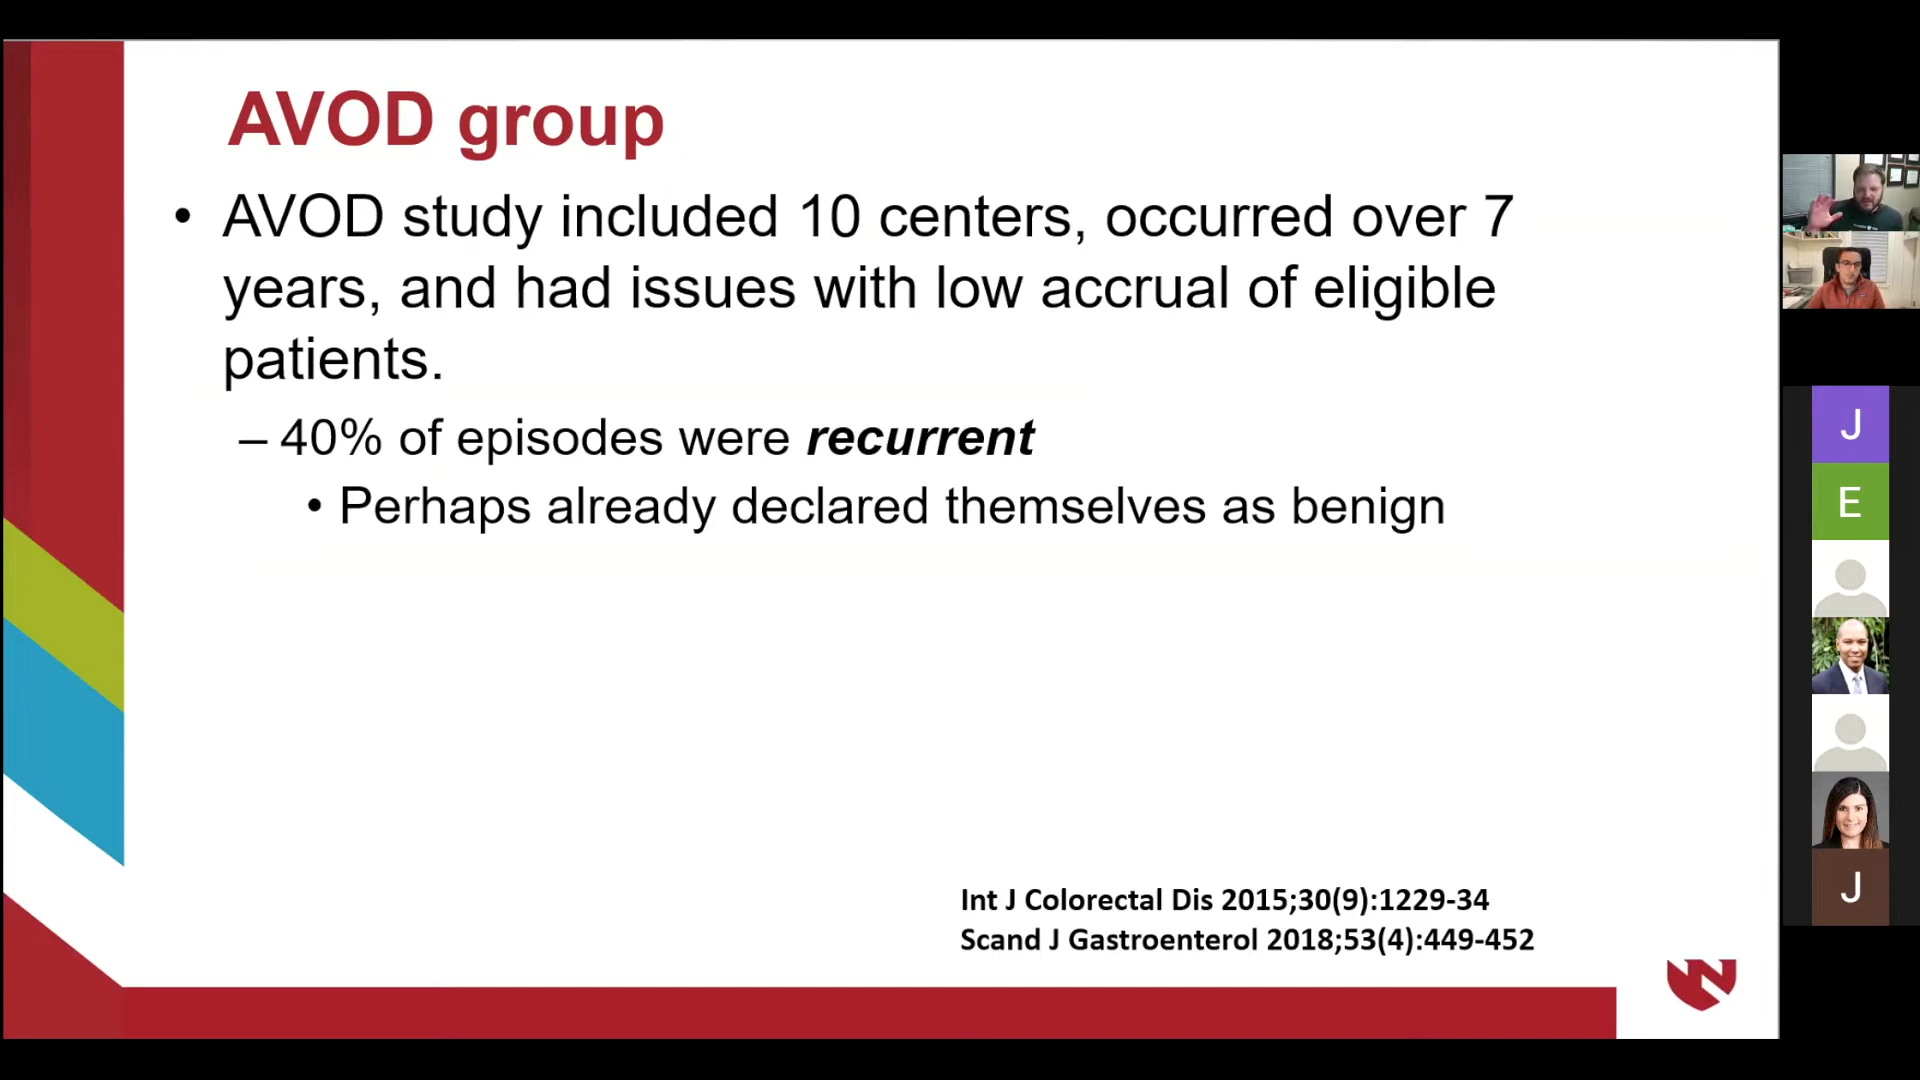 AVOD group
• AVOD study included 10 centers, occurred over 7
years, and had issues with low accrual of eligible
patients.
– 40% of episodes were recurrent
• Perhaps already declared themselves as benign
Int J Colorectal Dis 2015;30(9):1229-34
Scand J Gastroenterol 2018;53(4):449-452
J
E
J